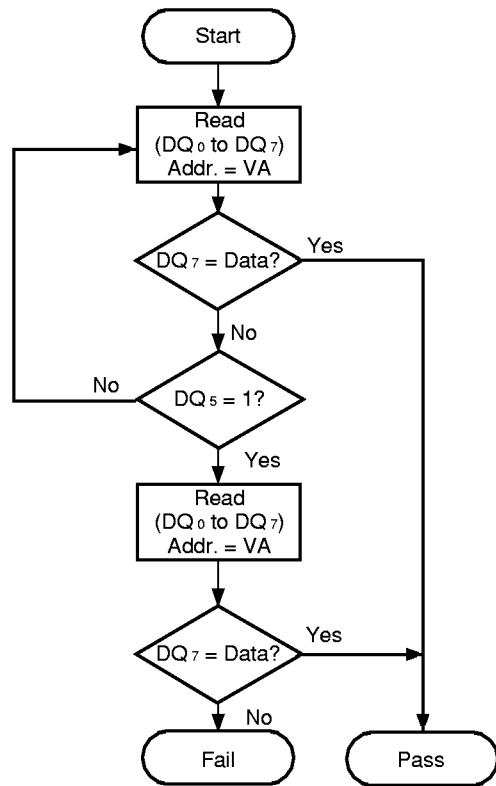 Start
Read
(DQ₀ to DQ₇)
Addr. = VA
DQ₇ = Data?
Yes
No
No
DQ₅ = 1?
Yes
Read
(DQ₀ to DQ₇)
Addr. = VA
DQ₇ = Data?
Yes
No
Fail
Pass